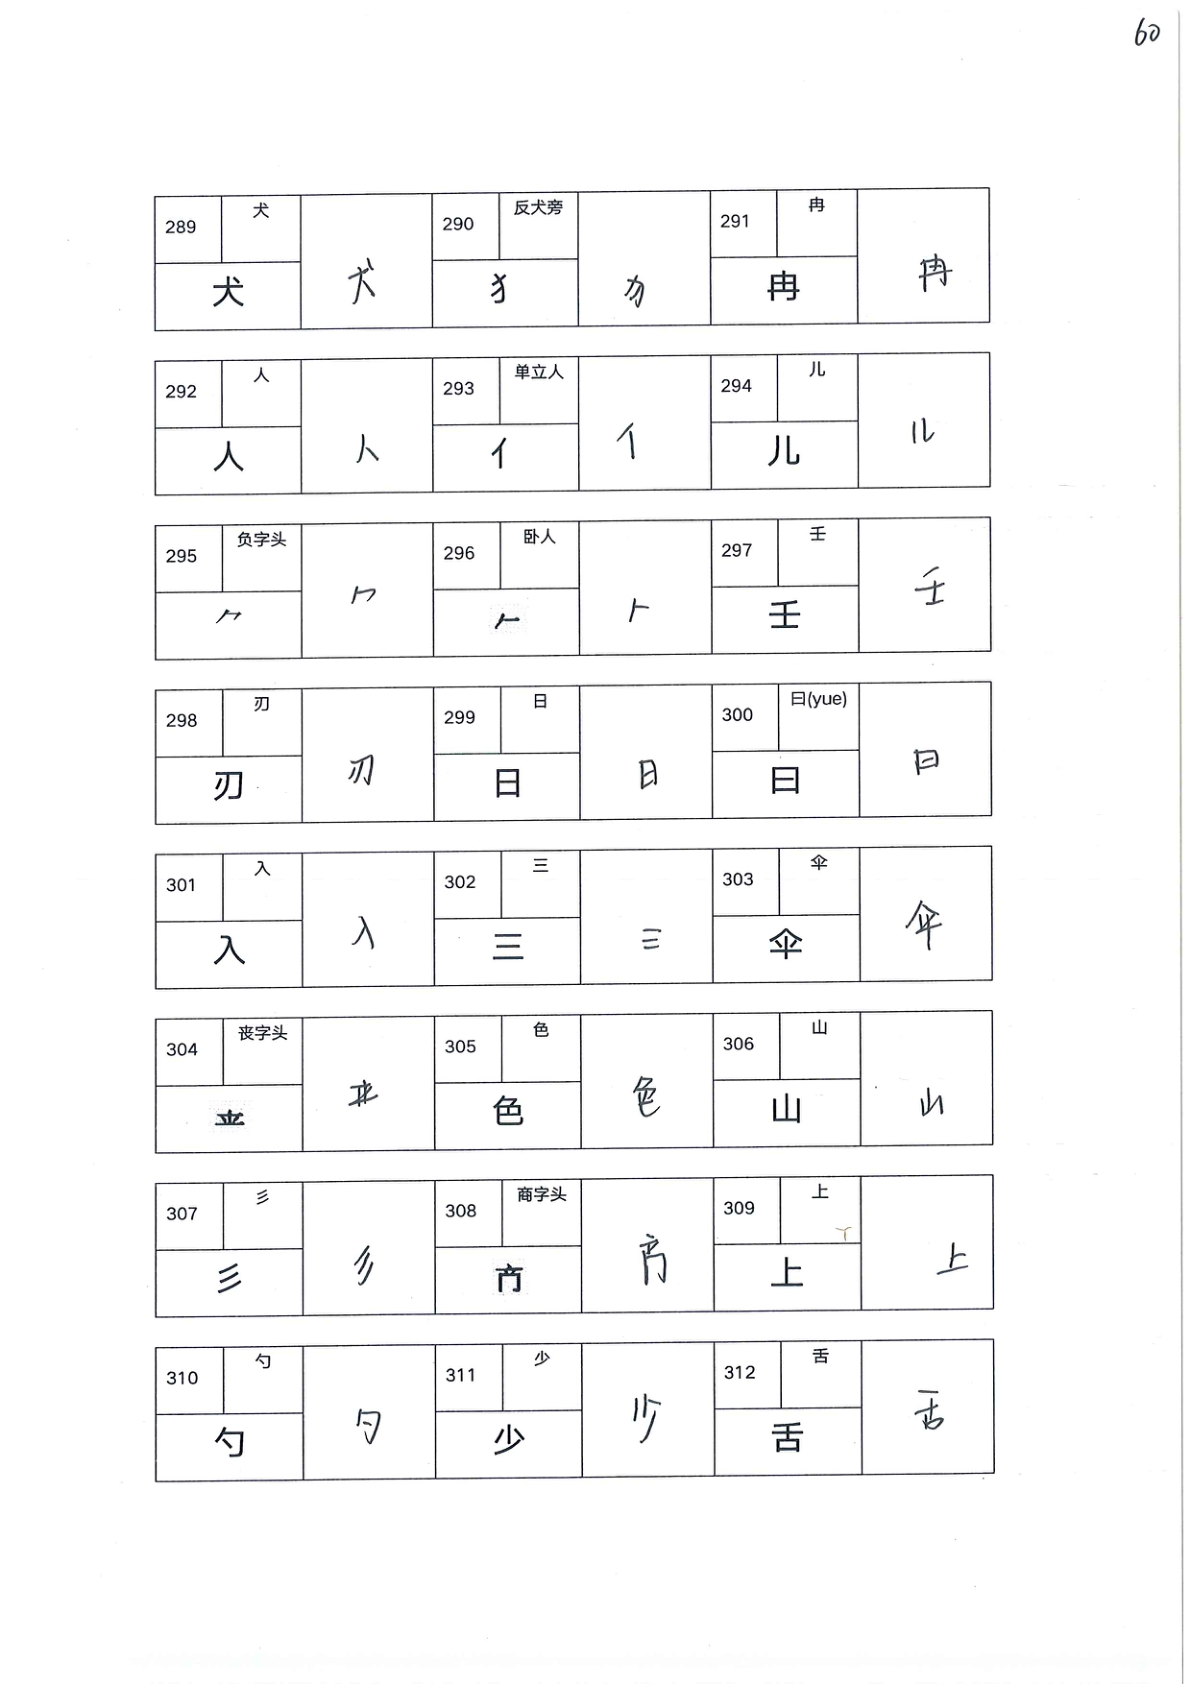 60
289 犬 犬 犬
290 反犬旁 犭 犭
291 冉 冉 冉
292 人 人 人
293 单立人 亻 亻
294 儿 儿 儿
295 负字头 ⺈ ⺈
296 卧人 𠂉 𠂉
297 壬 壬 壬
298 刃 刃 刃
299 日 日 日
300 曰(yue) 曰 曰
301 入 入 入
302 三 三 三
303 伞 伞 伞
304 丧字头
305 色 色 色
306 山 山 山
307 彡 彡 彡
308 商字头
309 上 上 上
310 勺 勺 勺
311 少 少 少
312 舌 舌 舌